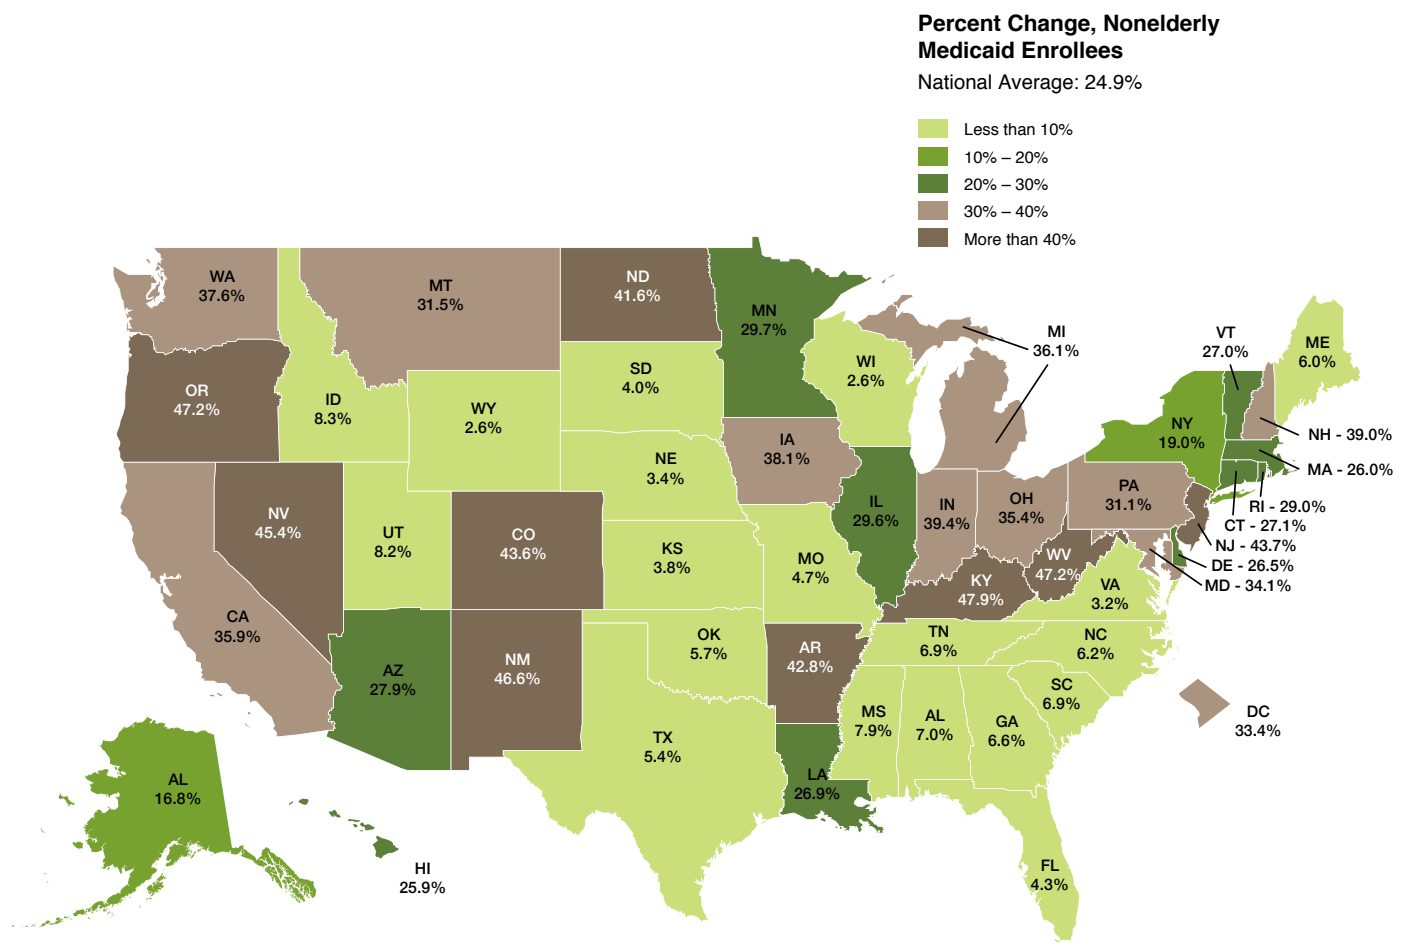 Percent Change, Nonelderly
Medicaid Enrollees
National Average: 24.9%
Less than 10%
10% – 20%
20% – 30%
30% – 40%
More than 40%
WA
37.6%
MT
31.5%
ND
41.6%
MN
29.7%
MI
36.1%
VT
27.0%
ME
6.0%
OR
47.2%
ID
8.3%
WY
2.6%
SD
4.0%
WI
2.6%
NY
19.0%
NH - 39.0%
MA - 26.0%
RI - 29.0%
CT - 27.1%
NJ - 43.7%
DE - 26.5%
MD - 34.1%
IA
38.1%
NE
3.4%
IL
29.6%
IN
39.4%
OH
35.4%
PA
31.1%
NV
45.4%
UT
8.2%
CO
43.6%
KS
3.8%
MO
4.7%
KY
47.9%
WV
47.2%
VA
3.2%
CA
35.9%
AZ
27.9%
NM
46.6%
OK
5.7%
AR
42.8%
TN
6.9%
NC
6.2%
SC
6.9%
DC
33.4%
TX
5.4%
LA
26.9%
MS
7.9%
AL
7.0%
GA
6.6%
AL
16.8%
HI
25.9%
FL
4.3%